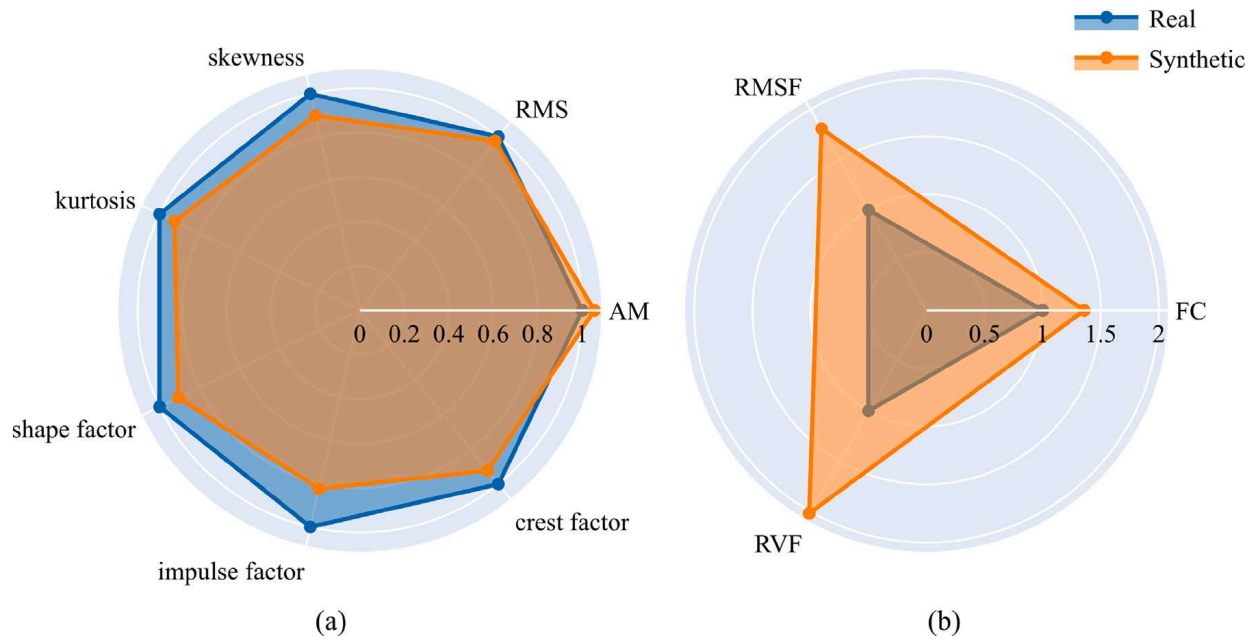 Real
Synthetic
skewness
RMS
kurtosis
AM
0 0.2 0.4 0.6 0.8 1
shape factor
crest factor
impulse factor
(a)
RMSF
FC
0 0.5 1 1.5 2
RVF
(b)